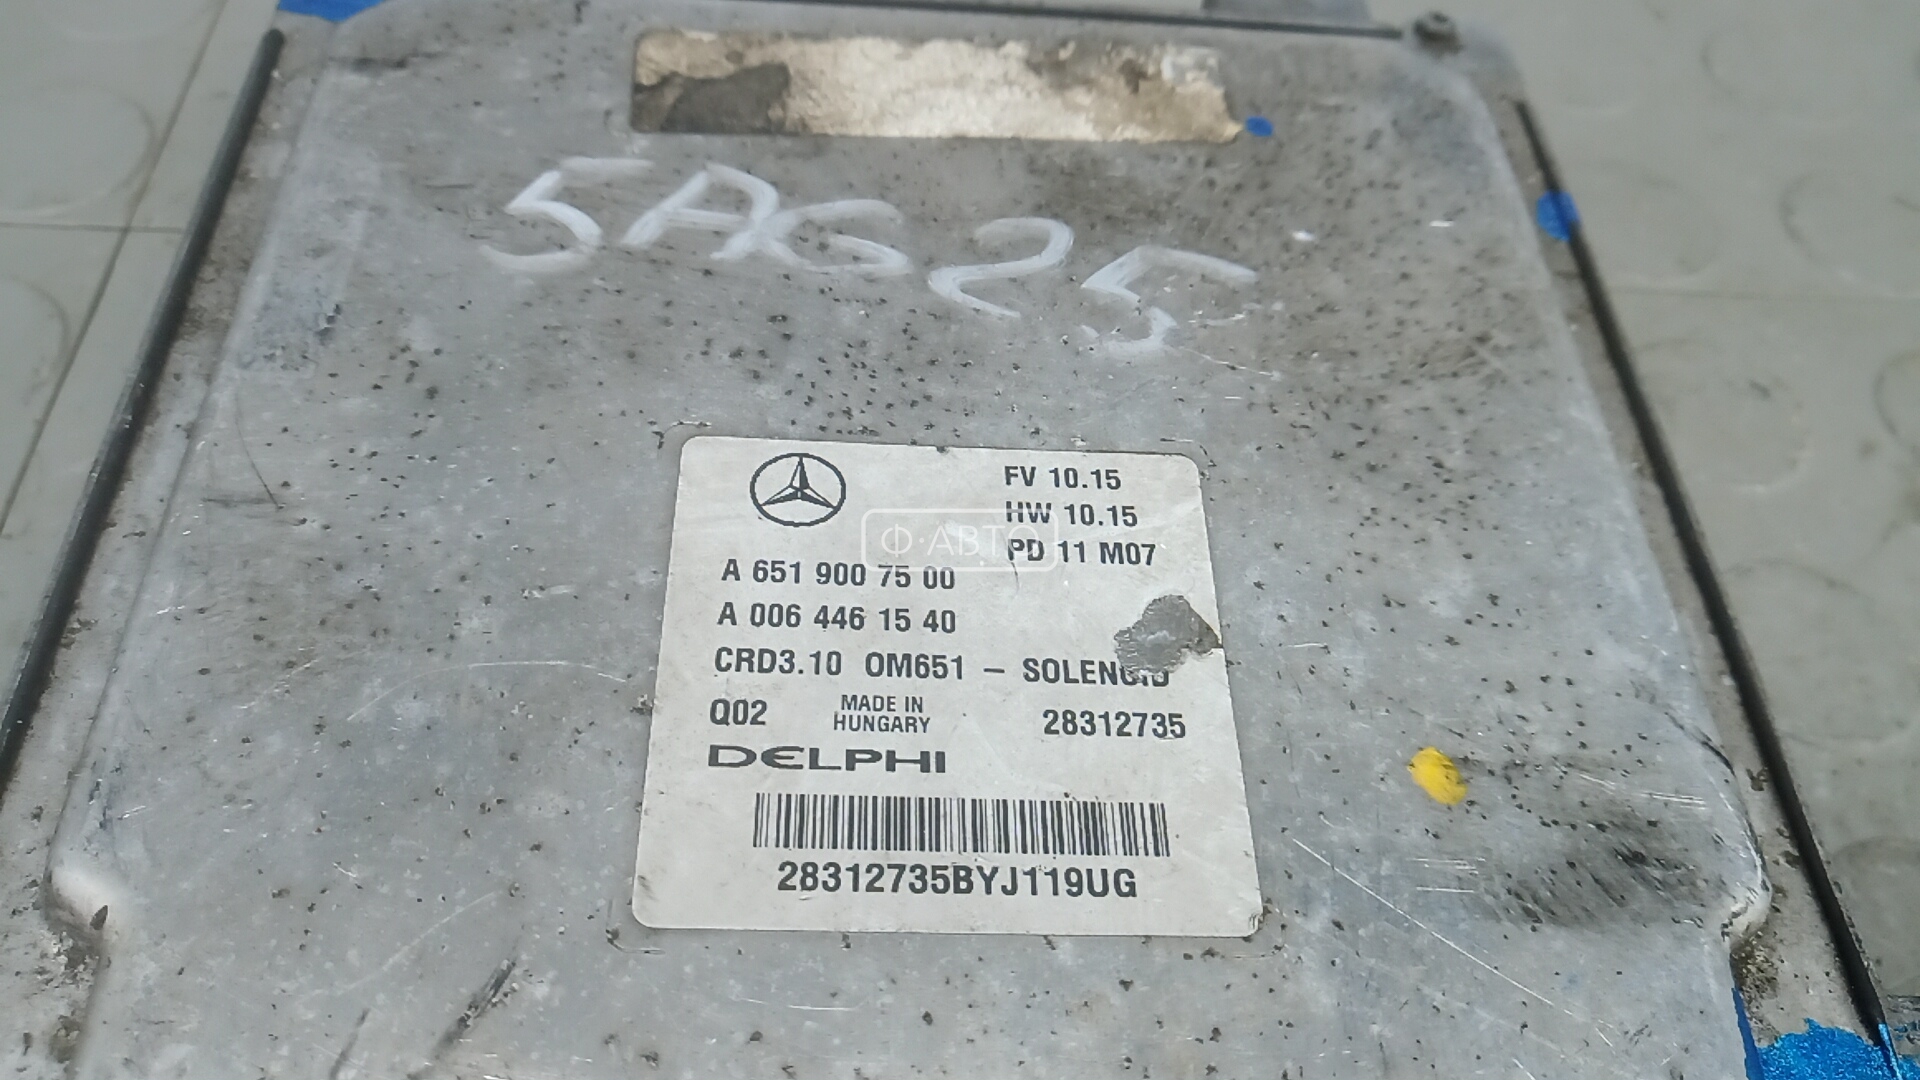 5AG25
FV 10.15
HW 10.15
PD 11 M07
Ф·АВТО
A 651 900 75 00
A 006 446 15 40
CRD3.10 OM651 – SOLENOID
Q02 MADE IN HUNGARY 28312735
DELPHI
28312735BYJ119UG